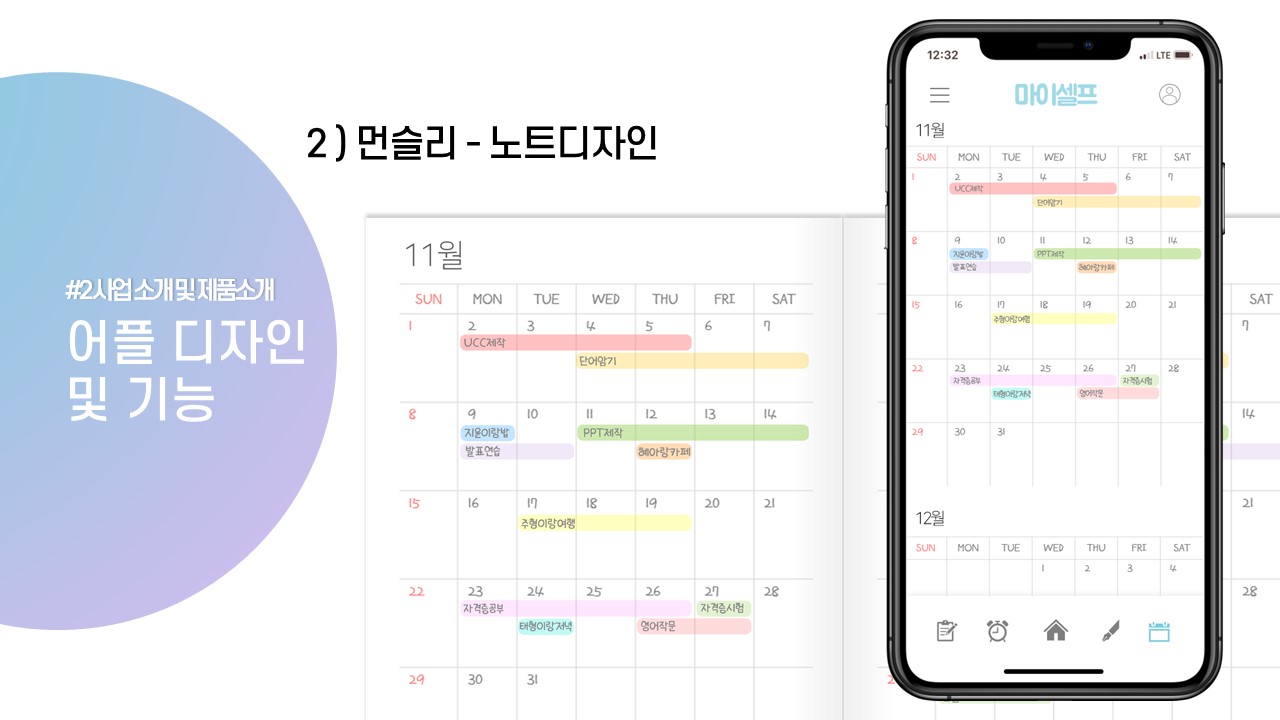 #2사업 소개 및 제품소개
어플 디자인
및 기능
2 ) 먼슬리 - 노트디자인
11월
SUN MON TUE WED THU FRI SAT
1 2 3 4 5 6 7
UCC제작
단어암기
8 9 10 11 12 13 14
지윤이랑밥 PPT제작
발표연습 혜아랑카페
15 16 17 18 19 20 21
주형이랑여행
22 23 24 25 26 27 28
자격증공부 자격증시험
태형이랑저녁 영어작문
29 30 31
SAT
7
14
21
28
2
12:32 LTE
마이셀프
11월
SUN MON TUE WED THU FRI SAT
1 2 3 4 5 6 7
UCC제작
단어암기
8 9 10 11 12 13 14
지윤이랑밥 PPT제작
발표연습 혜아랑카페
15 16 17 18 19 20 21
주형이랑여행
22 23 24 25 26 27 28
자격증공부 자격증시험
태형이랑저녁 영어작문
29 30 31
12월
SUN MON TUE WED THU FRI SAT
1 2 3 4